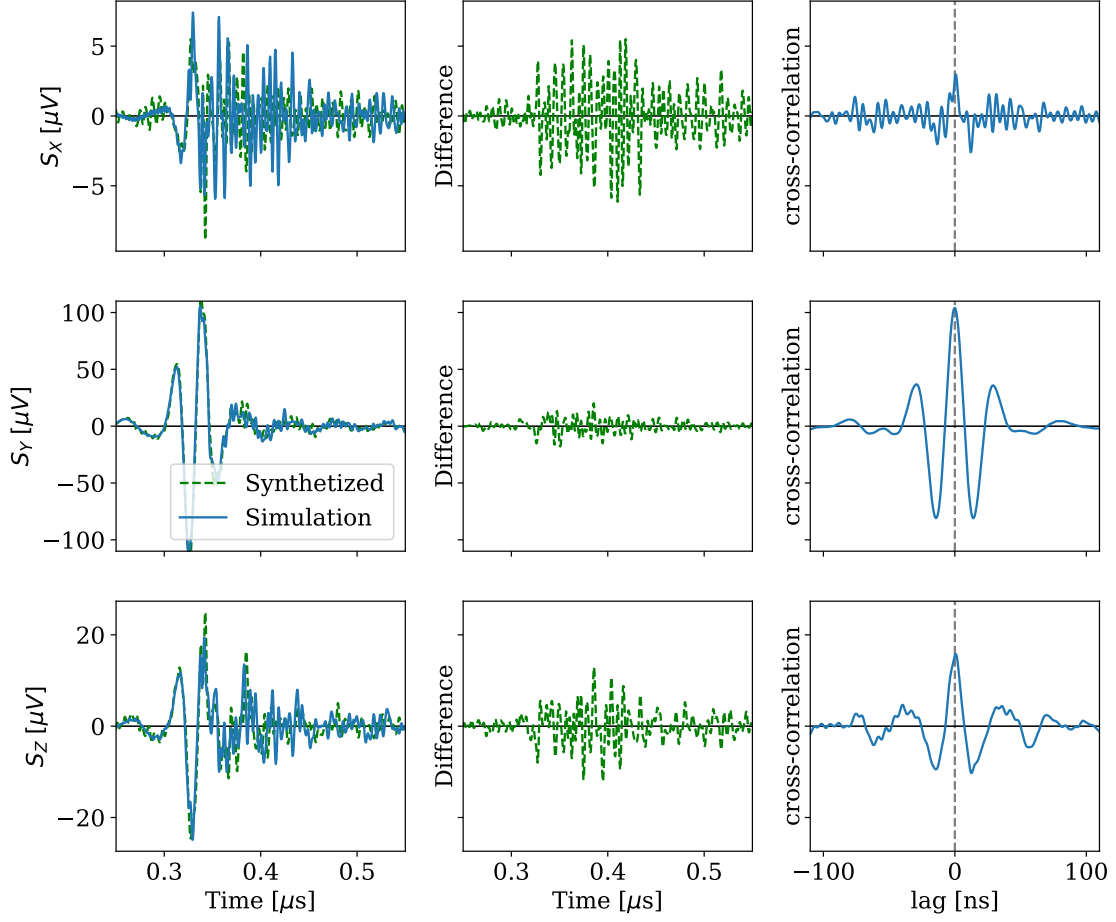 5
0
−5
S_X [μV]
Difference
cross-correlation
100
50
0
−50
−100
S_Y [μV]
Synthetized
Simulation
Difference
cross-correlation
20
0
−20
S_Z [μV]
Difference
cross-correlation
0.3 0.4 0.5
0.3 0.4 0.5
−100 0 100
Time [μs]
Time [μs]
lag [ns]